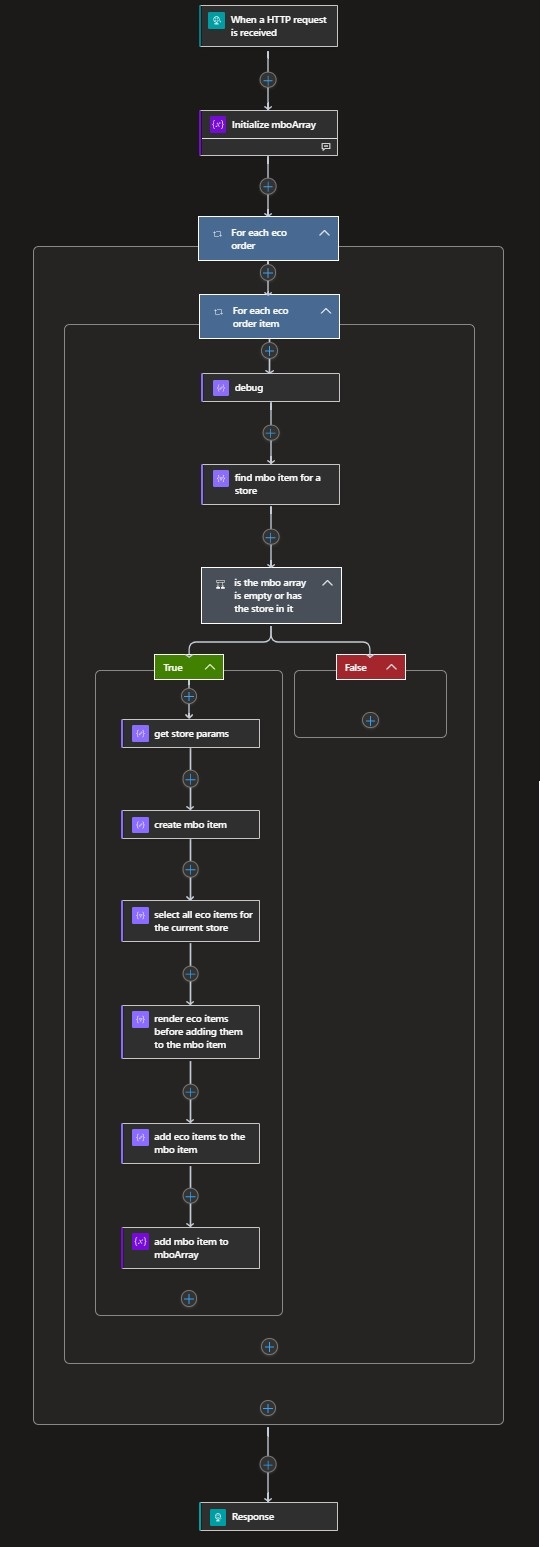 When a HTTP request
is received
Initialize mboArray
For each eco
order
For each eco
order item
debug
find mbo item for a
store
is the mbo array
is empty or has
the store in it
True
False
get store params
create mbo item
select all eco items for
the current store
render eco items
before adding them
to the mbo item
add eco items to the
mbo item
add mbo item to
mboArray
Response